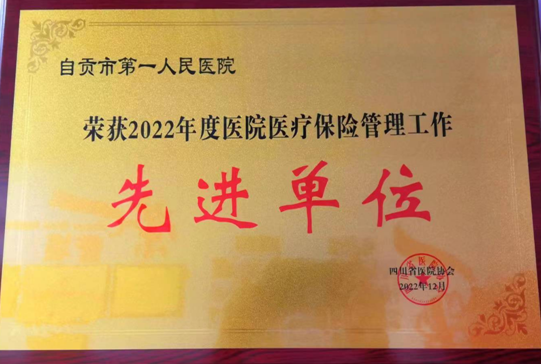 自贡市第一人民医院
荣获2022年度医院医疗保险管理工作
先进单位
四川省医院协会
2022年12月